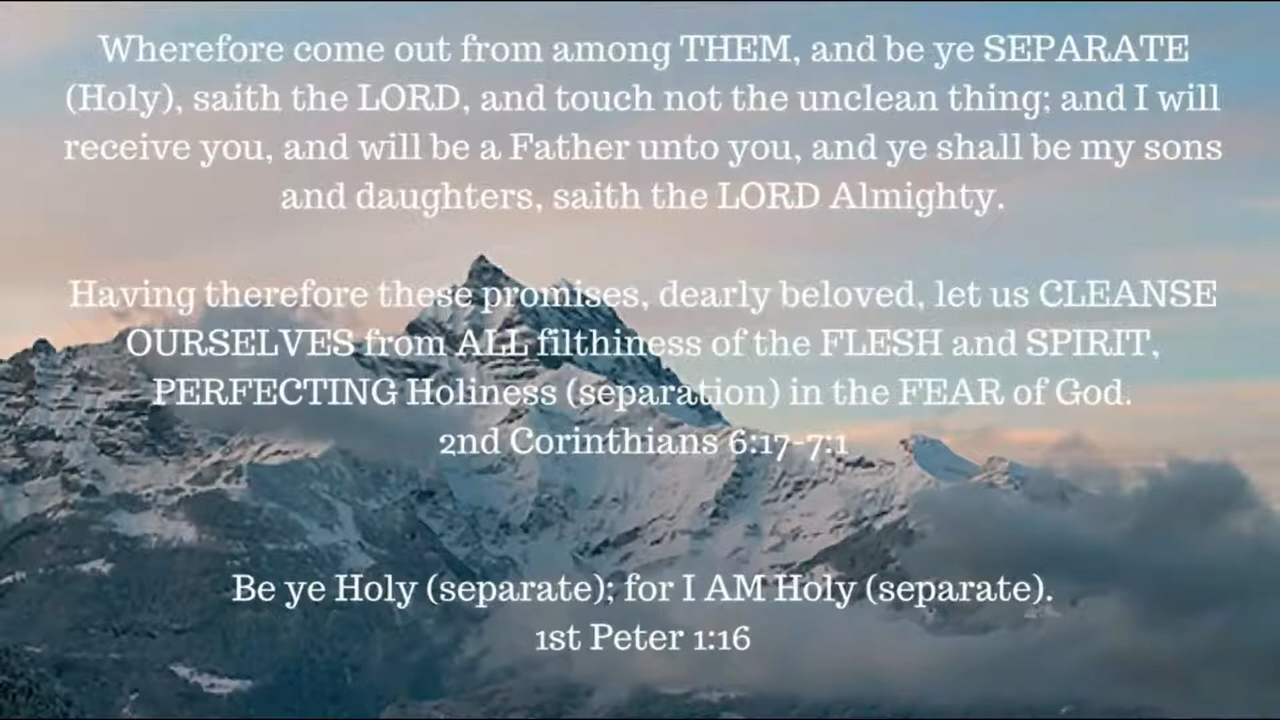 Wherefore come out from among THEM, and be ye SEPARATE
(Holy), saith the LORD, and touch not the unclean thing; and I will
receive you, and will be a Father unto you, and ye shall be my sons
and daughters, saith the LORD Almighty.
Having therefore these promises, dearly beloved, let us CLEANSE
OURSELVES from ALL filthiness of the FLESH and SPIRIT,
PERFECTING Holiness (separation) in the FEAR of God.
2nd Corinthians 6:17-7:1
Be ye Holy (separate); for I AM Holy (separate).
1st Peter 1:16